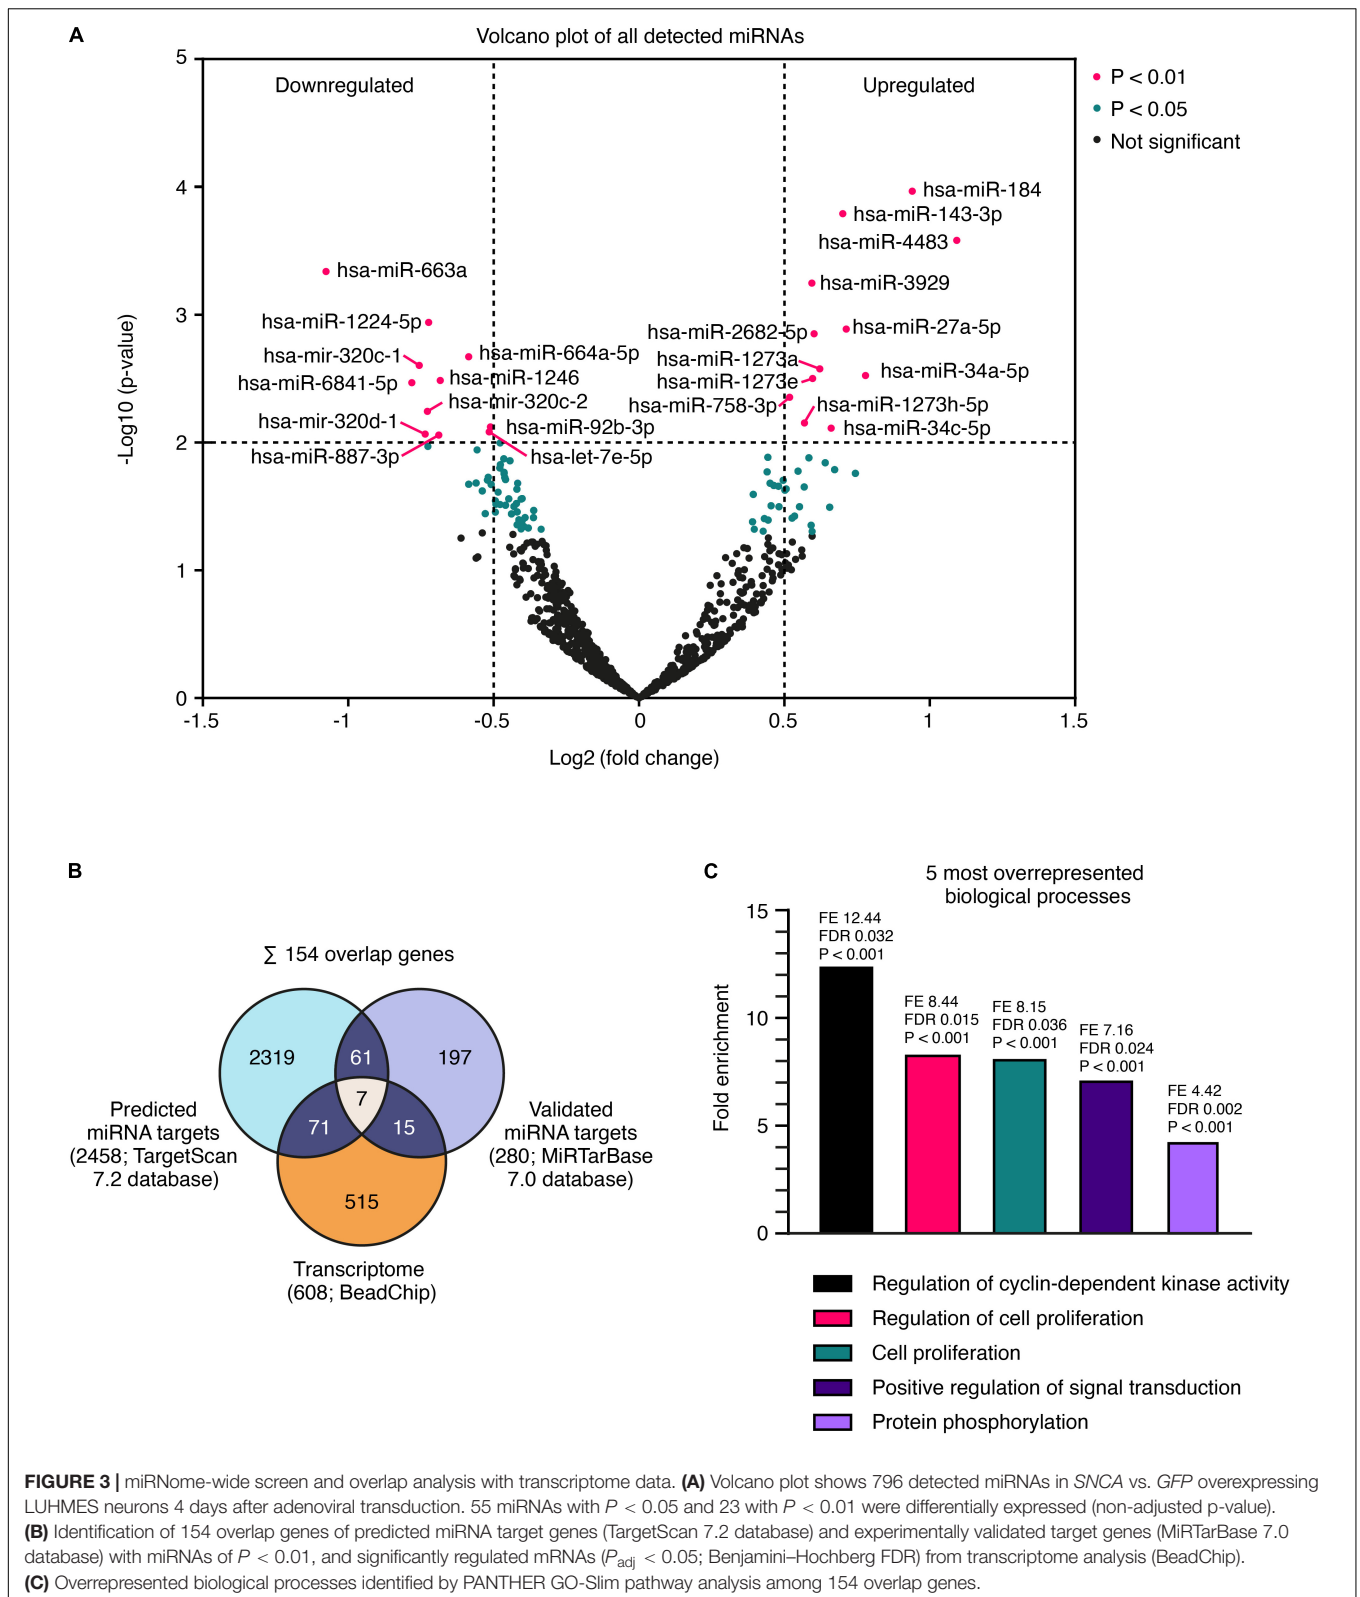 A
Volcano plot of all detected miRNAs
Downregulated
Upregulated
P < 0.01
P < 0.05
Not significant
-Log10 (p-value)
5
4
3
2
1
0
hsa-miR-184
hsa-miR-143-3p
hsa-miR-4483
hsa-miR-663a
hsa-miR-3929
hsa-miR-1224-5p
hsa-miR-2682-5p
hsa-miR-27a-5p
hsa-mir-320c-1
hsa-miR-664a-5p
hsa-miR-1273a
hsa-miR-34a-5p
hsa-miR-6841-5p
hsa-miR-1246
hsa-miR-1273e
hsa-mir-320c-2
hsa-miR-758-3p
hsa-miR-1273h-5p
hsa-mir-320d-1
hsa-miR-92b-3p
hsa-miR-34c-5p
hsa-miR-887-3p
hsa-let-7e-5p
-1.5
-1
-0.5
0
0.5
1
1.5
Log2 (fold change)
B
∑ 154 overlap genes
2319
61
197
7
71
15
515
Predicted
miRNA targets
(2458; TargetScan
7.2 database)
Validated
miRNA targets
(280; MiRTarBase
7.0 database)
Transcriptome
(608; BeadChip)
C
5 most overrepresented
biological processes
Fold enrichment
15
10
5
0
FE 12.44
FDR 0.032
P < 0.001
FE 8.44
FDR 0.015
P < 0.001
FE 8.15
FDR 0.036
P < 0.001
FE 7.16
FDR 0.024
P < 0.001
FE 4.42
FDR 0.002
P < 0.001
Regulation of cyclin-dependent kinase activity
Regulation of cell proliferation
Cell proliferation
Positive regulation of signal transduction
Protein phosphorylation
FIGURE 3 | miRNome-wide screen and overlap analysis with transcriptome data. (A) Volcano plot shows 796 detected miRNAs in SNCA vs. GFP overexpressing
LUHMES neurons 4 days after adenoviral transduction. 55 miRNAs with P < 0.05 and 23 with P < 0.01 were differentially expressed (non-adjusted p-value).
(B) Identification of 154 overlap genes of predicted miRNA target genes (TargetScan 7.2 database) and experimentally validated target genes (MiRTarBase 7.0
database) with miRNAs of P < 0.01, and significantly regulated mRNAs (Padj < 0.05; Benjamini–Hochberg FDR) from transcriptome analysis (BeadChip).
(C) Overrepresented biological processes identified by PANTHER GO-Slim pathway analysis among 154 overlap genes.